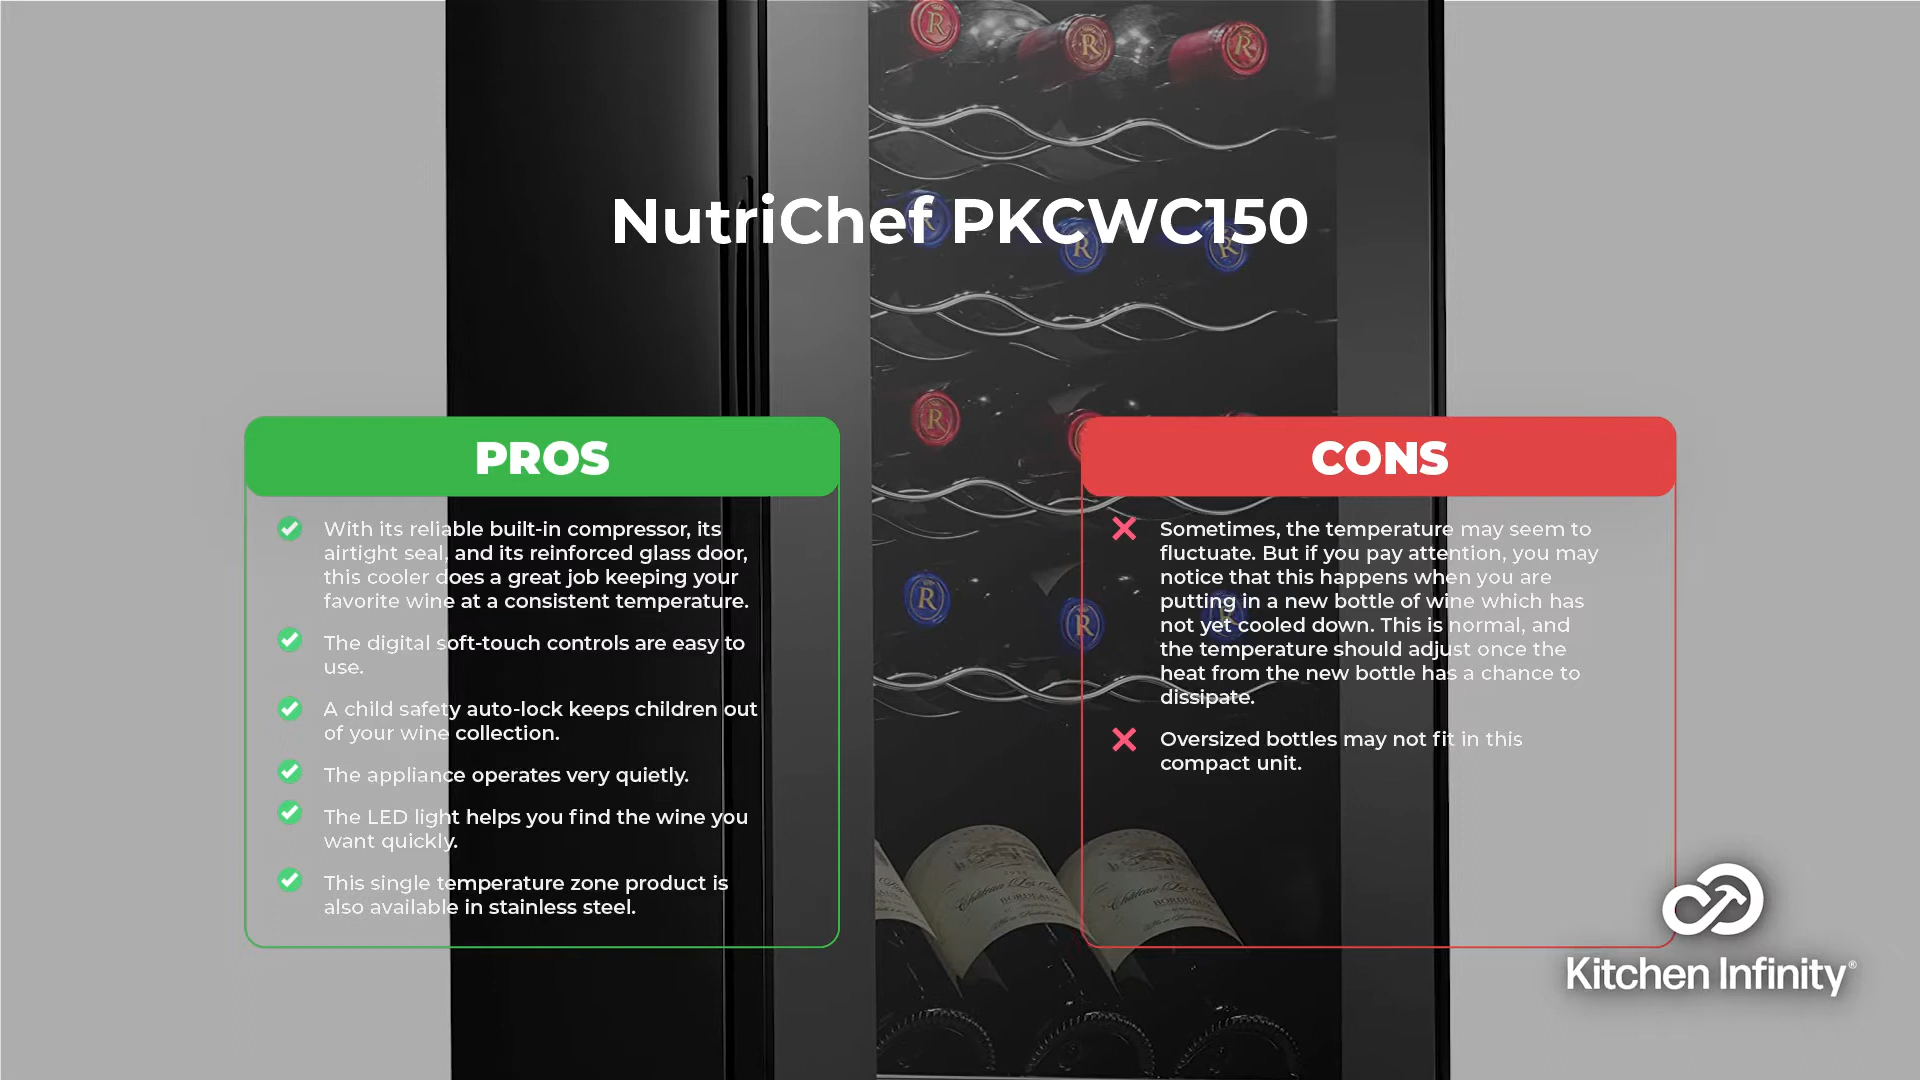 NutriChef PKCWC150
PROS
With its reliable built-in compressor, its
airtight seal, and its reinforced glass door,
this cooler does a great job keeping your
favorite wine at a consistent temperature.
The digital soft-touch controls are easy to
use.
A child safety auto-lock keeps children out
of your wine collection.
The appliance operates very quietly.
The LED light helps you find the wine you
want quickly.
This single temperature zone product is
also available in stainless steel.
CONS
Sometimes, the temperature may seem to
fluctuate. But if you pay attention, you may
notice that this happens when you are
putting in a new bottle of wine which has
not yet cooled down. This is normal, and
the temperature should adjust once the
heat from the new bottle has a chance to
dissipate.
Oversized bottles may not fit in this
compact unit.
Kitchen Infinity®
R
R
R
R
R
R
R
R
R
R
BORDEAUX